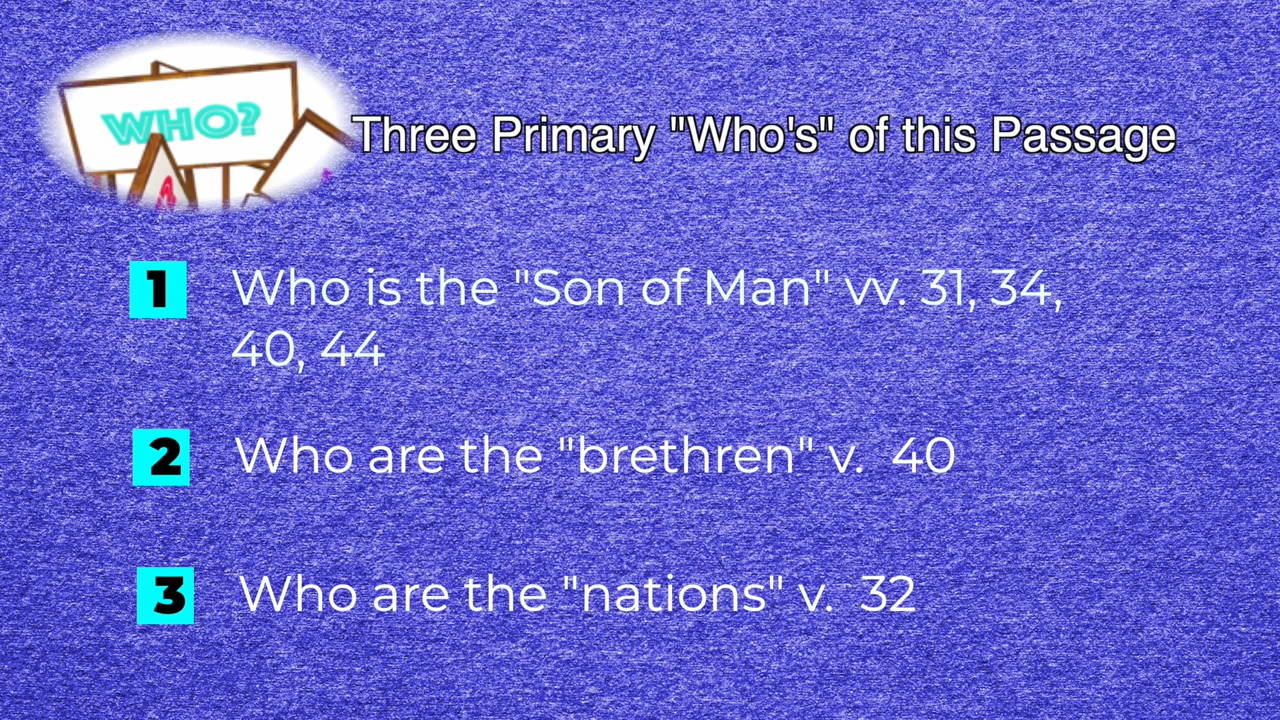 WHO?
Three Primary "Who's" of this Passage
1 Who is the "Son of Man" vv. 31, 34,
40, 44
2 Who are the "brethren" v. 40
3 Who are the "nations" v. 32